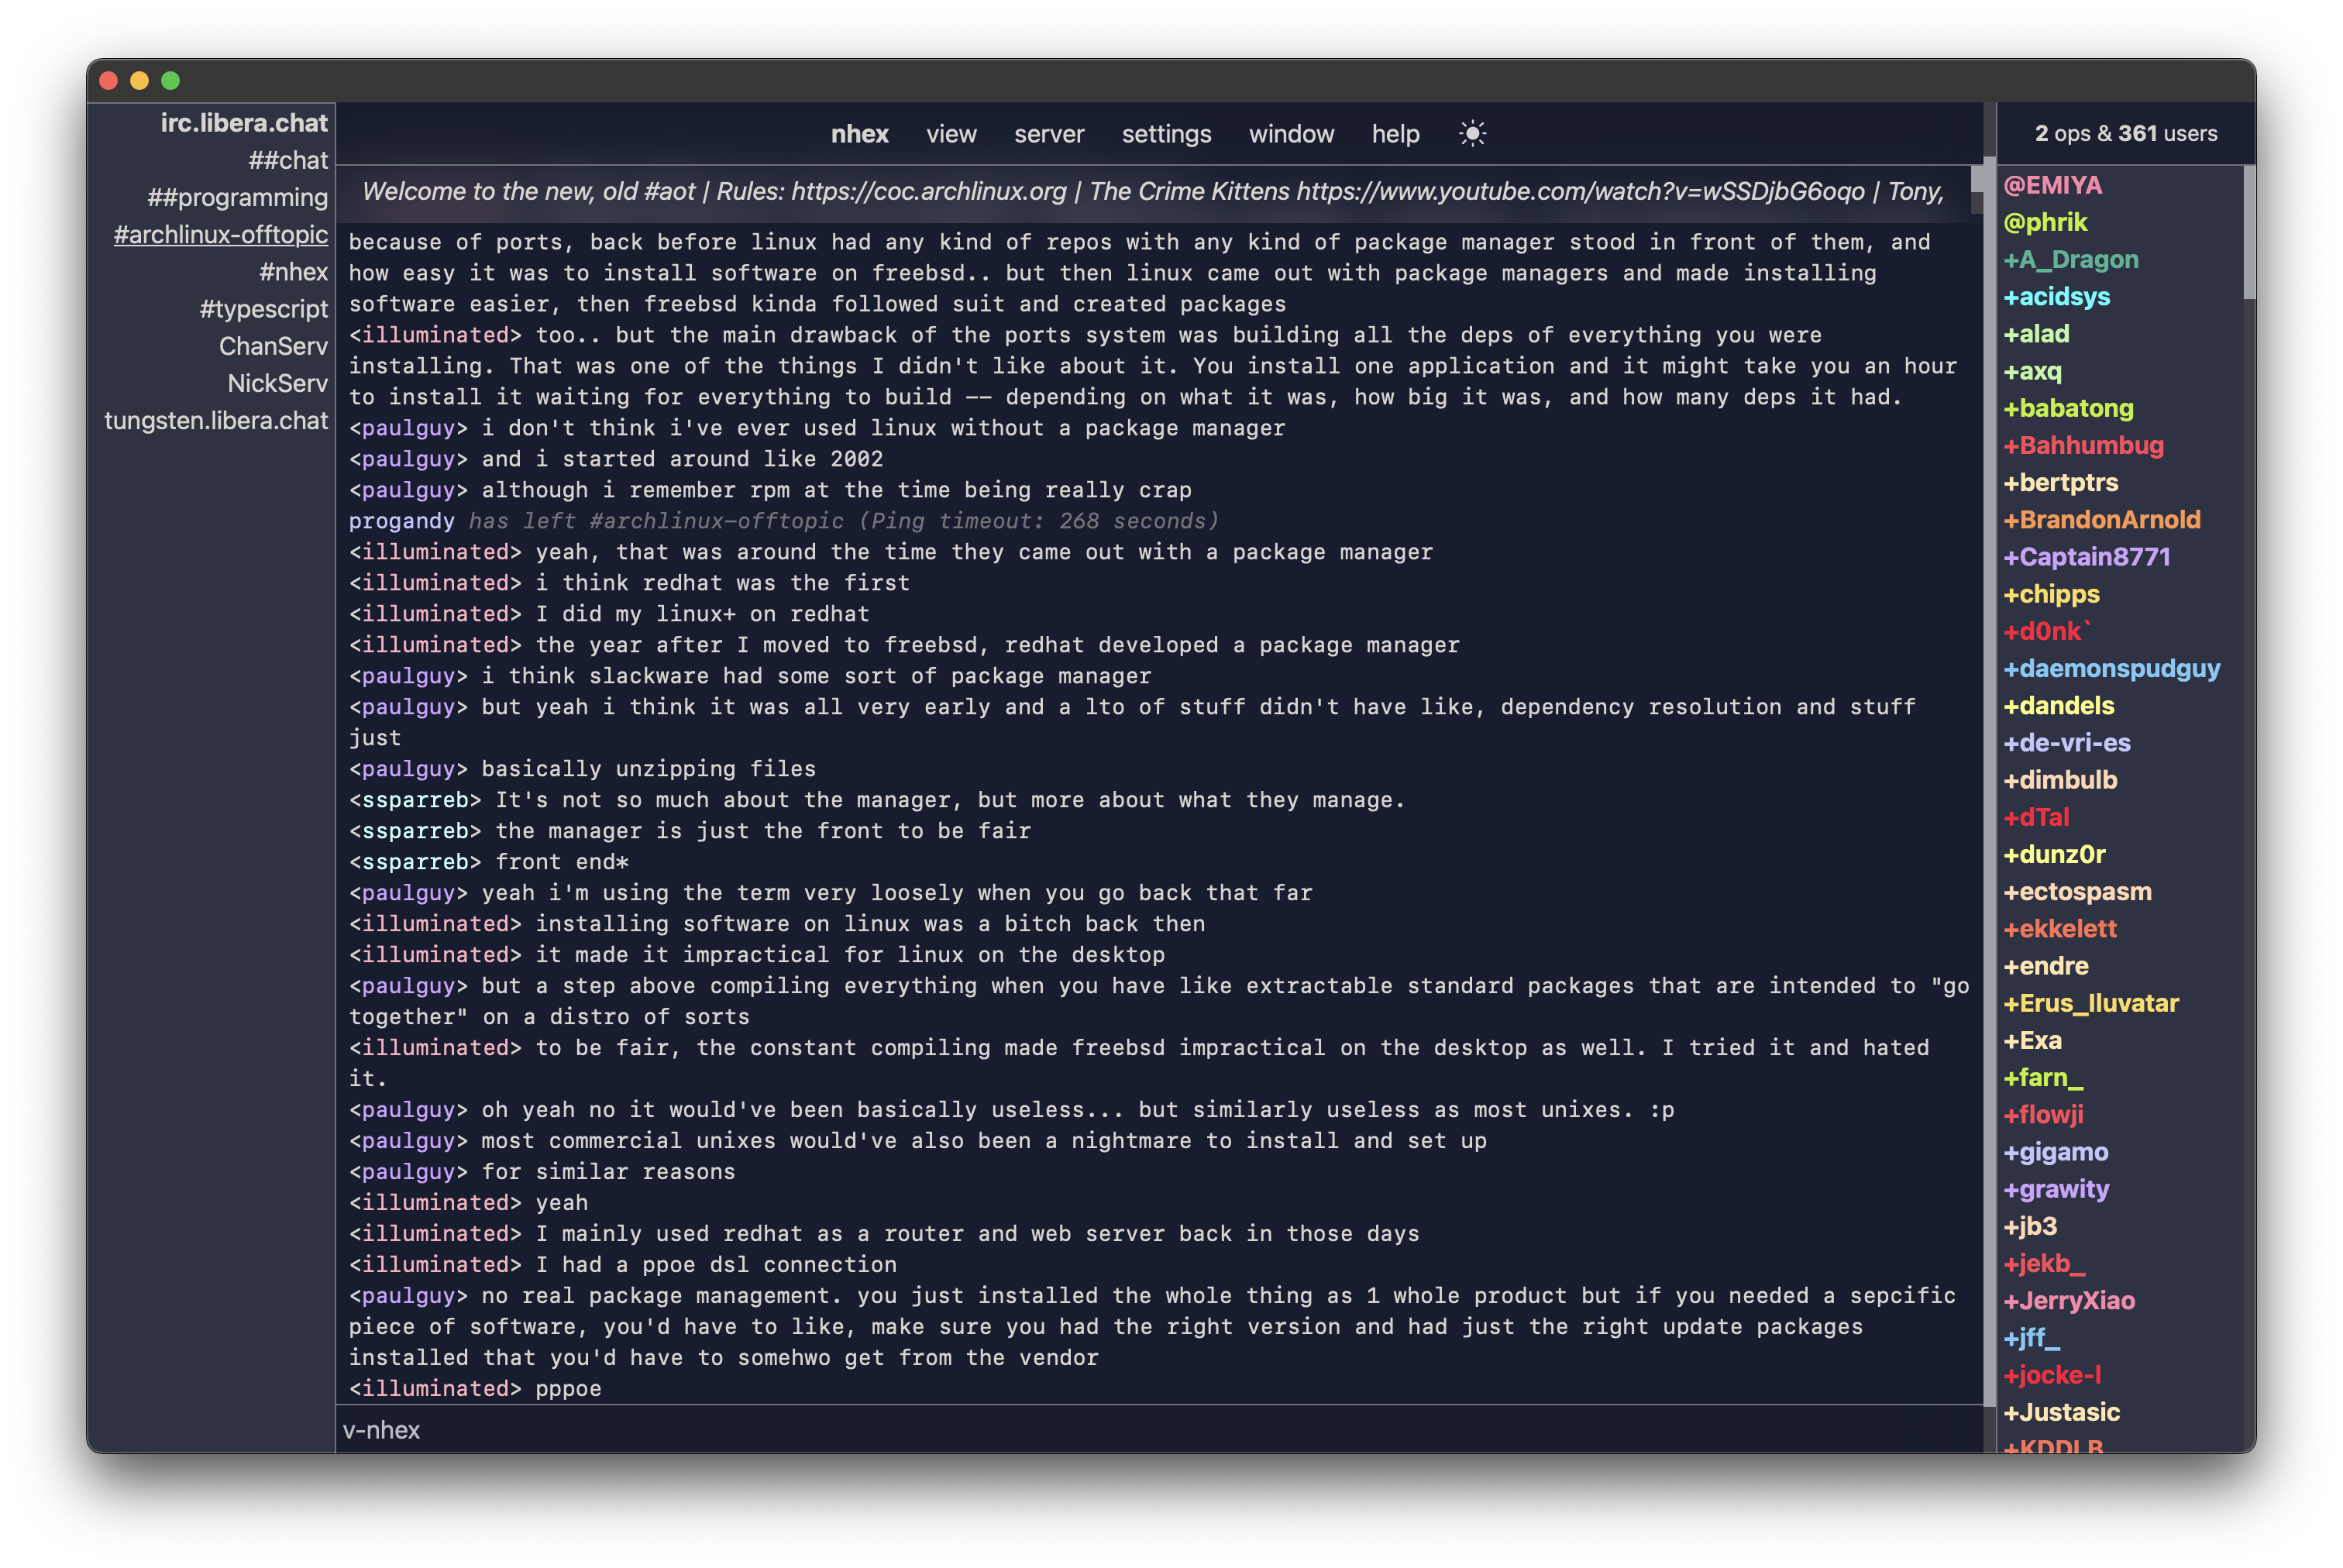 irc.libera.chat
##chat
##programming
#archlinux-offtopic
#nhex
#typescript
ChanServ
NickServ
tungsten.libera.chat
nhex view server settings window help
Welcome to the new, old #aot | Rules: https://coc.archlinux.org | The Crime Kittens https://www.youtube.com/watch?v=wSSDjbG6oqo | Tony,
because of ports, back before linux had any kind of repos with any kind of package manager stood in front of them, and
how easy it was to install software on freebsd.. but then linux came out with package managers and made installing
software easier, then freebsd kinda followed suit and created packages
<illuminated> too.. but the main drawback of the ports system was building all the deps of everything you were
installing. That was one of the things I didn't like about it. You install one application and it might take you an hour
to install it waiting for everything to build -- depending on what it was, how big it was, and how many deps it had.
<paulguy> i don't think i've ever used linux without a package manager
<paulguy> and i started around like 2002
<paulguy> although i remember rpm at the time being really crap
progandy has left #archlinux-offtopic (Ping timeout: 268 seconds)
<illuminated> yeah, that was around the time they came out with a package manager
<illuminated> i think redhat was the first
<illuminated> I did my linux+ on redhat
<illuminated> the year after I moved to freebsd, redhat developed a package manager
<paulguy> i think slackware had some sort of package manager
<paulguy> but yeah i think it was all very early and a lto of stuff didn't have like, dependency resolution and stuff
just
<paulguy> basically unzipping files
<ssparreb> It's not so much about the manager, but more about what they manage.
<ssparreb> the manager is just the front to be fair
<ssparreb> front end*
<paulguy> yeah i'm using the term very loosely when you go back that far
<illuminated> installing software on linux was a bitch back then
<illuminated> it made it impractical for linux on the desktop
<paulguy> but a step above compiling everything when you have like extractable standard packages that are intended to "go
together" on a distro of sorts
<illuminated> to be fair, the constant compiling made freebsd impractical on the desktop as well. I tried it and hated
it.
<paulguy> oh yeah no it would've been basically useless... but similarly useless as most unixes. :p
<paulguy> most commercial unixes would've also been a nightmare to install and set up
<paulguy> for similar reasons
<illuminated> yeah
<illuminated> I mainly used redhat as a router and web server back in those days
<illuminated> I had a ppoe dsl connection
<paulguy> no real package management. you just installed the whole thing as 1 whole product but if you needed a sepcific
piece of software, you'd have to like, make sure you had the right version and had just the right update packages
installed that you'd have to somehwo get from the vendor
<illuminated> pppoe
v-nhex
2 ops & 361 users
@EMIYA
@phrik
+A_Dragon
+acidsys
+alad
+axq
+babatong
+Bahhumbug
+bertptrs
+BrandonArnold
+Captain8771
+chipps
+d0nk`
+daemonspudguy
+dandels
+de-vri-es
+dimbulb
+dTal
+dunz0r
+ectospasm
+ekkelett
+endre
+Erus_Iluvatar
+Exa
+farn_
+flowji
+gigamo
+grawity
+jb3
+jekb_
+JerryXiao
+jff_
+jocke-l
+Justasic
+KDDLB